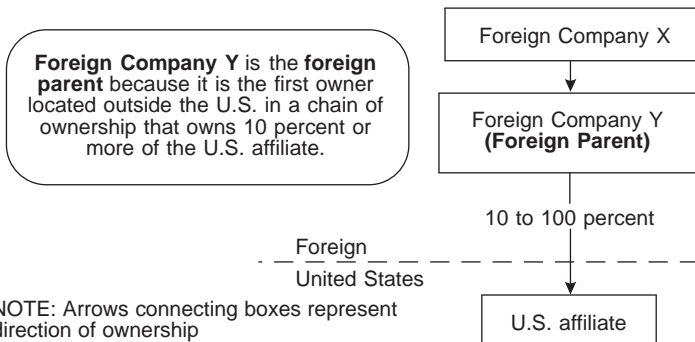 Foreign Company Y is the foreign
parent because it is the first owner
located outside the U.S. in a chain of
ownership that owns 10 percent or
more of the U.S. affiliate.
Foreign Company X
Foreign Company Y
(Foreign Parent)
10 to 100 percent
Foreign
United States
NOTE: Arrows connecting boxes represent
direction of ownership
U.S. affiliate